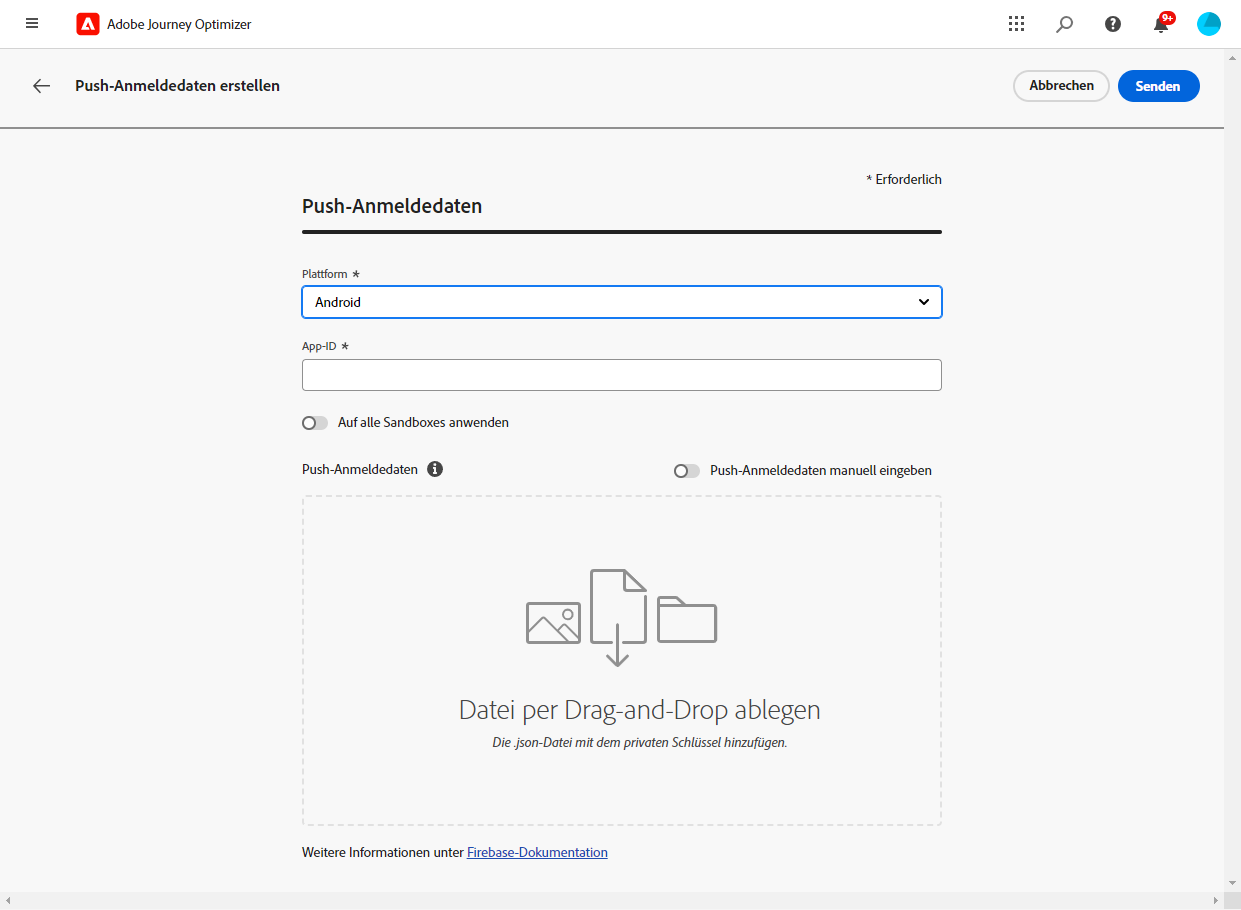 Adobe Journey Optimizer
9+
Push-Anmeldedaten erstellen
Abbrechen
Senden
* Erforderlich
Push-Anmeldedaten
Plattform *
Android
App-ID *
Auf alle Sandboxes anwenden
Push-Anmeldedaten
Push-Anmeldedaten manuell eingeben
Datei per Drag-and-Drop ablegen
Die .json-Datei mit dem privaten Schlüssel hinzufügen.
Weitere Informationen unter Firebase-Dokumentation